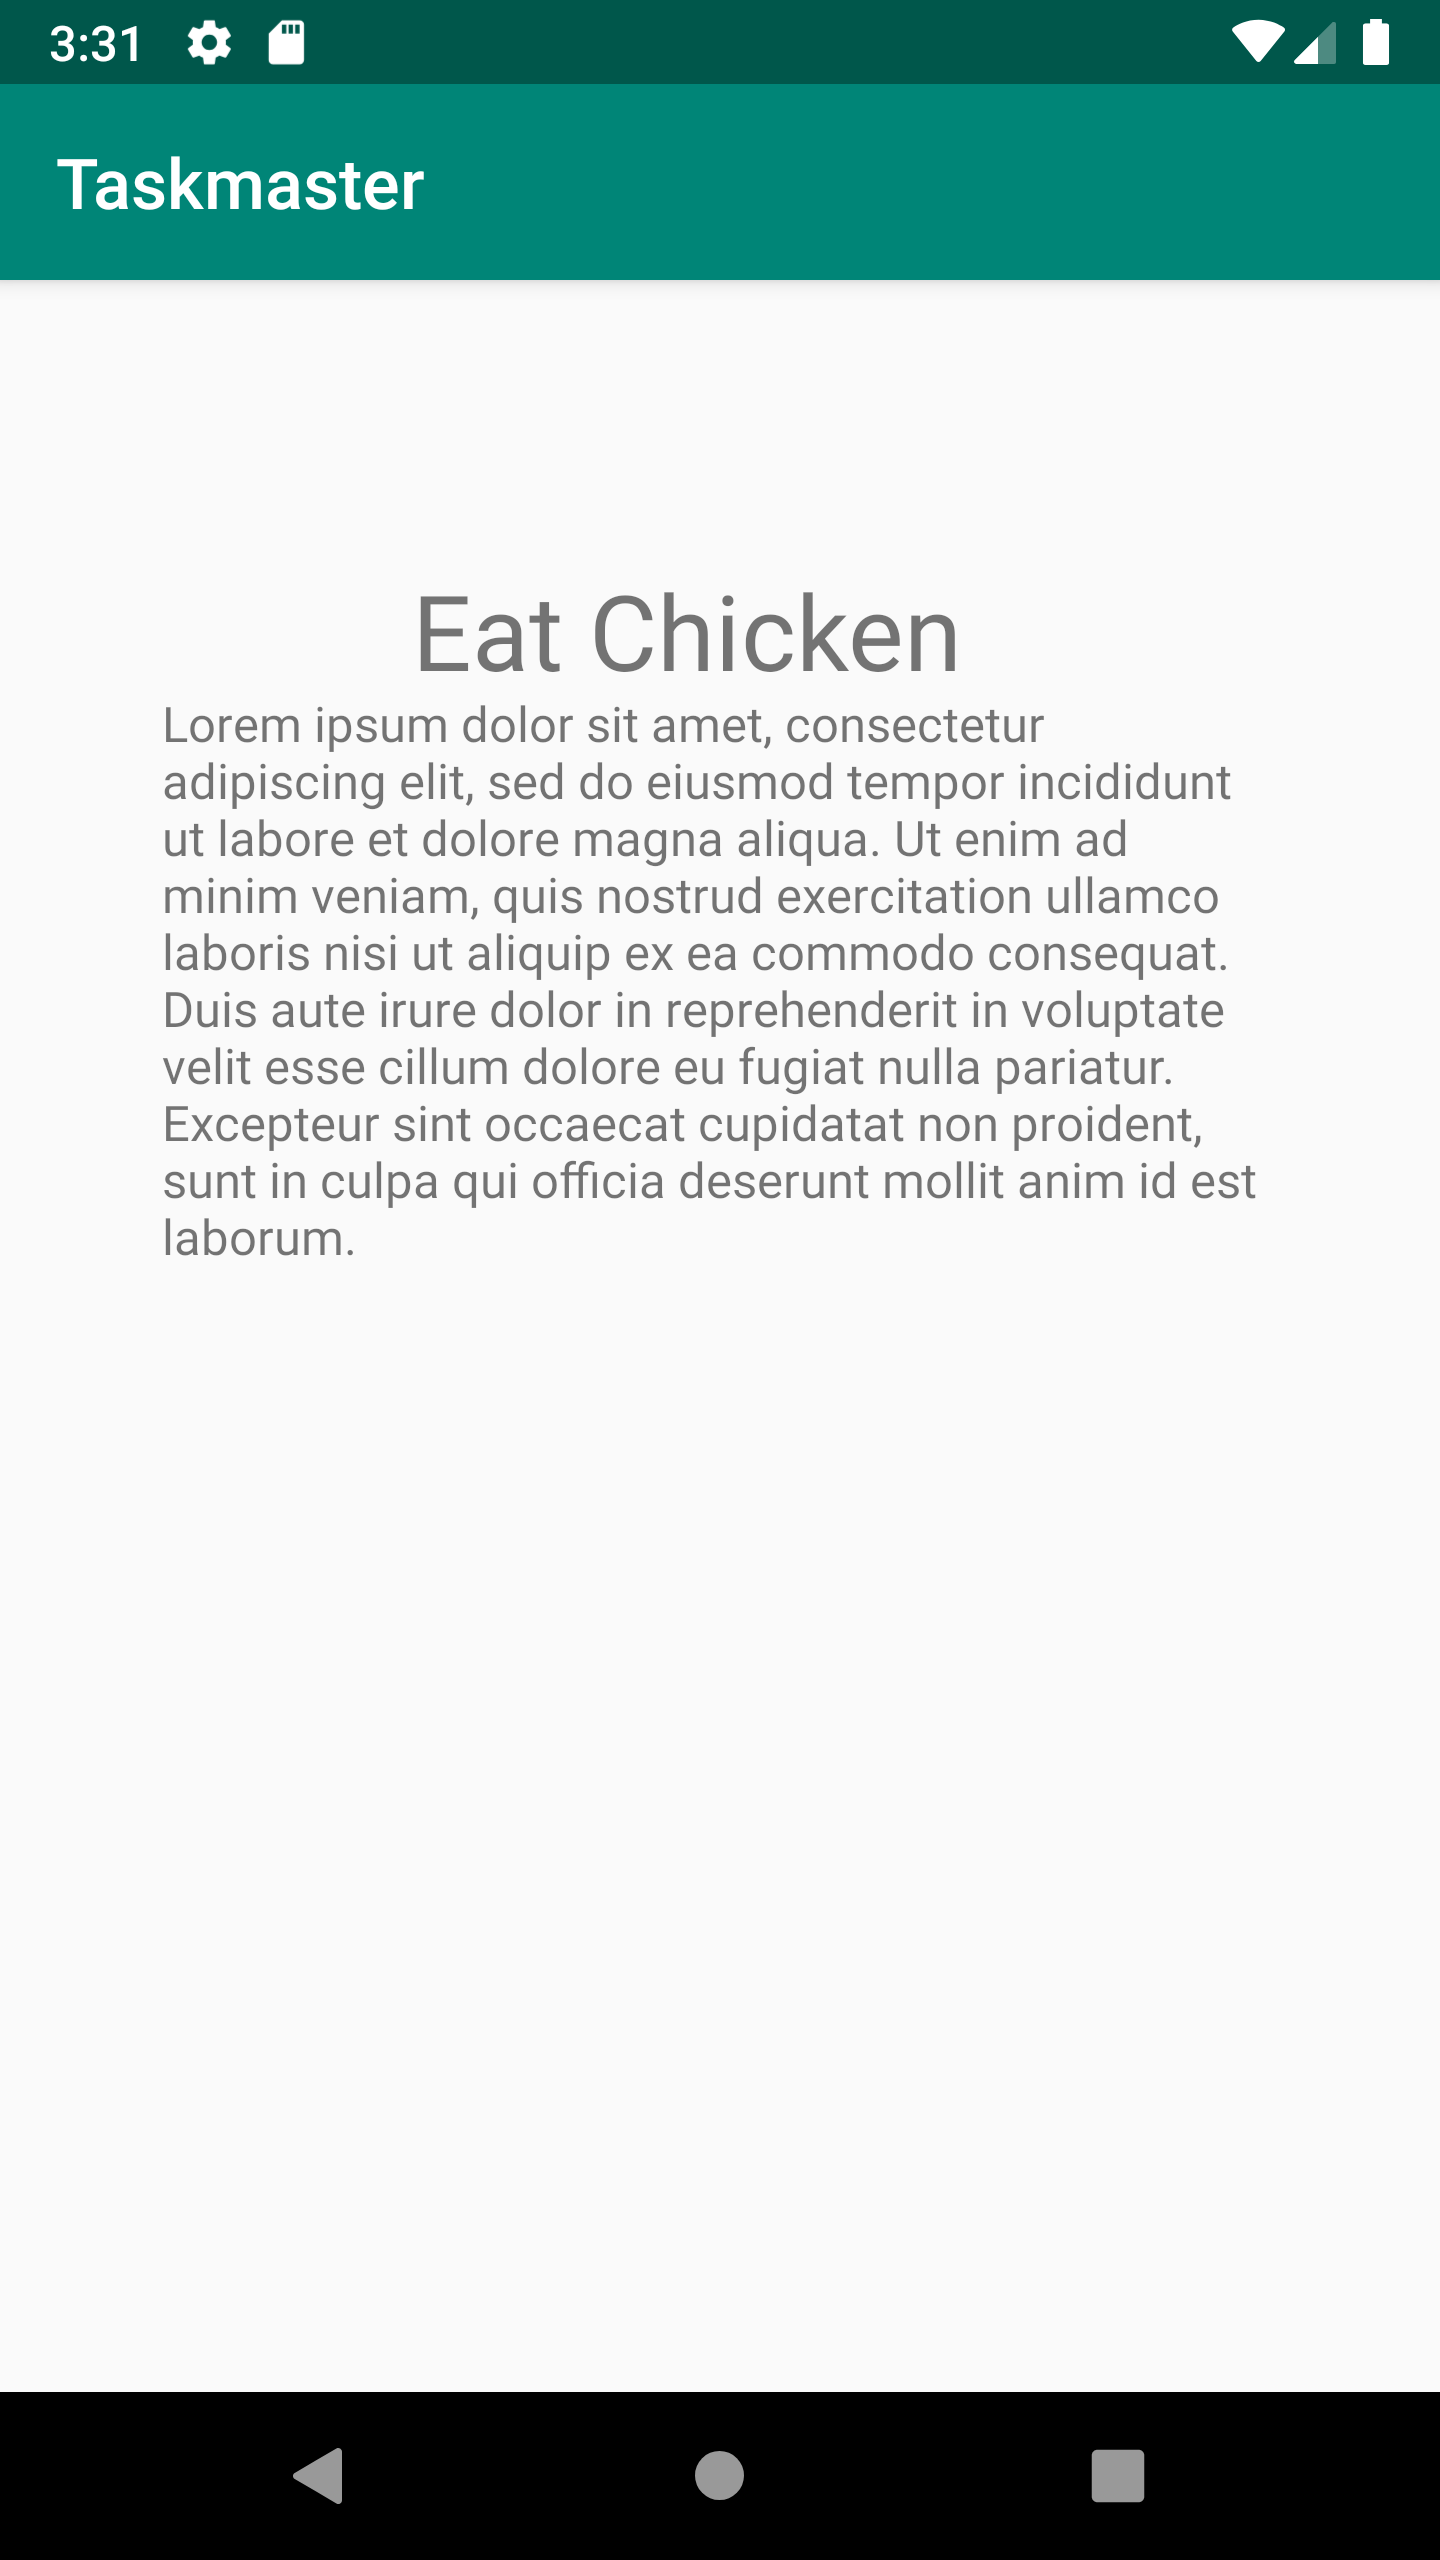 3:31
Taskmaster
Eat Chicken
Lorem ipsum dolor sit amet, consectetur
adipiscing elit, sed do eiusmod tempor incididunt
ut labore et dolore magna aliqua. Ut enim ad
minim veniam, quis nostrud exercitation ullamco
laboris nisi ut aliquip ex ea commodo consequat.
Duis aute irure dolor in reprehenderit in voluptate
velit esse cillum dolore eu fugiat nulla pariatur.
Excepteur sint occaecat cupidatat non proident,
sunt in culpa qui officia deserunt mollit anim id est
laborum.